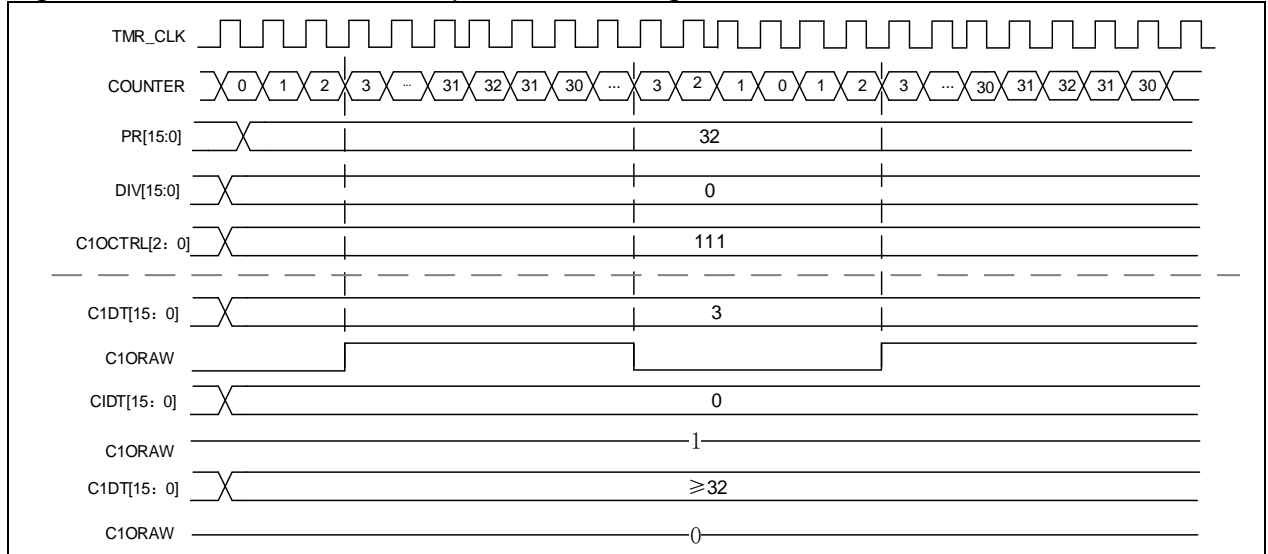 TMR_CLK
COUNTER 0 1 2 3 ... 31 32 31 30 ... 3 2 1 0 1 2 3 ... 30 31 32 31 30
PR[15:0] 32
DIV[15:0] 0
C1OCTRL[2：0] 111
C1DT[15：0] 3
C1ORAW
CIDT[15：0] 0
C1ORAW 1
C1DT[15：0] ≥32
C1ORAW 0